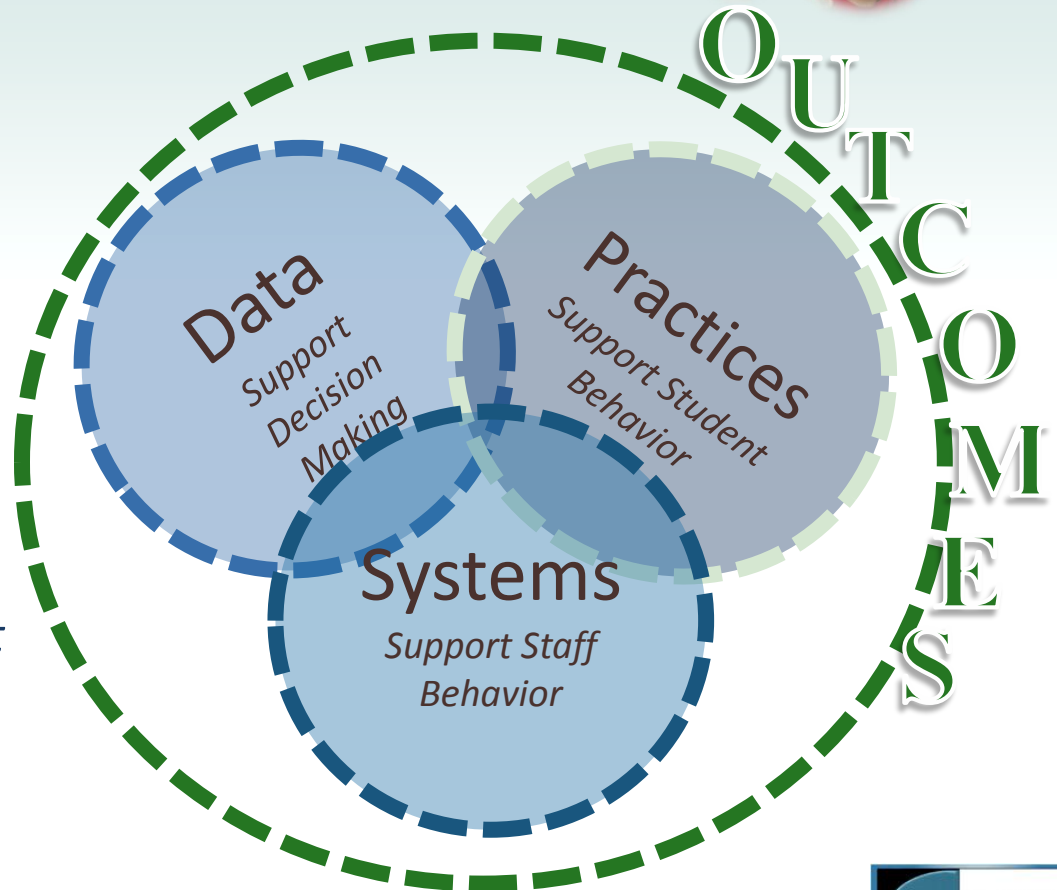 OUTCOMES
Data
Support
Decision
Making
Practices
Support Student
Behavior
Systems
Support Staff
Behavior